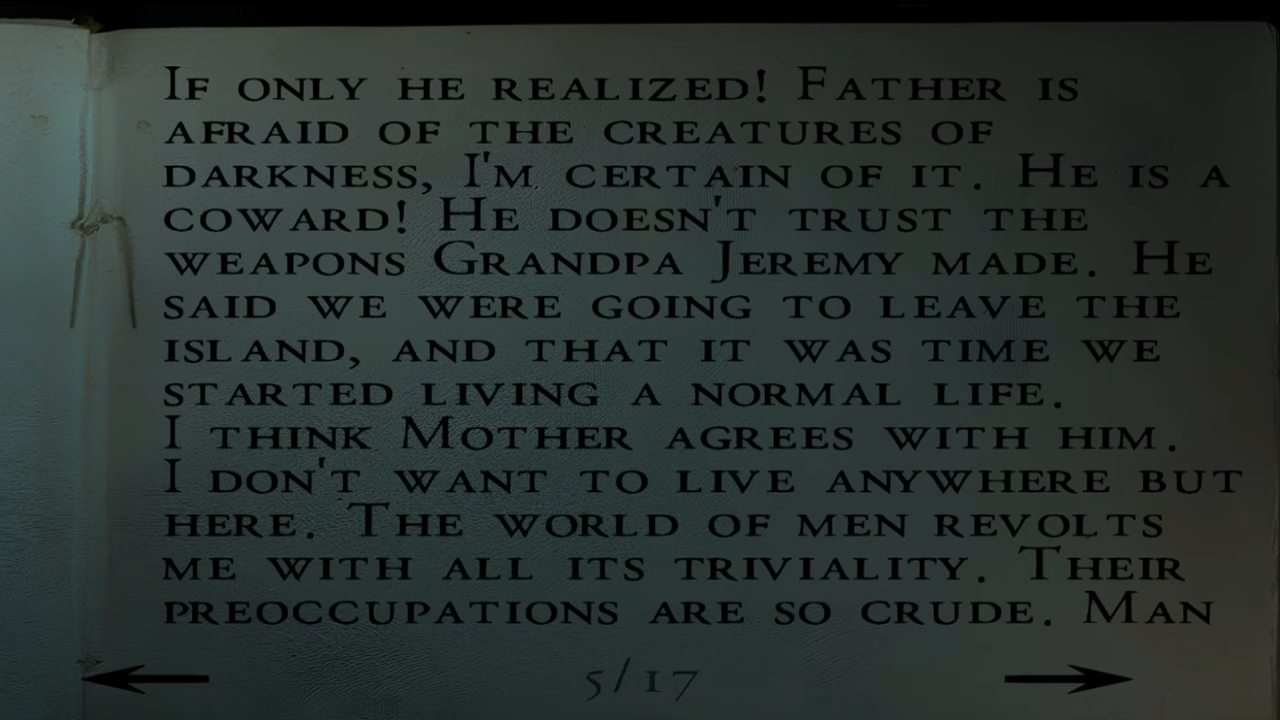 If only he realized! Father is
afraid of the creatures of
darkness, I'm certain of it. He is a
coward! He doesn't trust the
weapons Grandpa Jeremy made. He
said we were going to leave the
island, and that it was time we
started living a normal life.
I think Mother agrees with him.
I don't want to live anywhere but
here. The world of men revolts
me with all its triviality. Their
preoccupations are so crude. Man
5/17